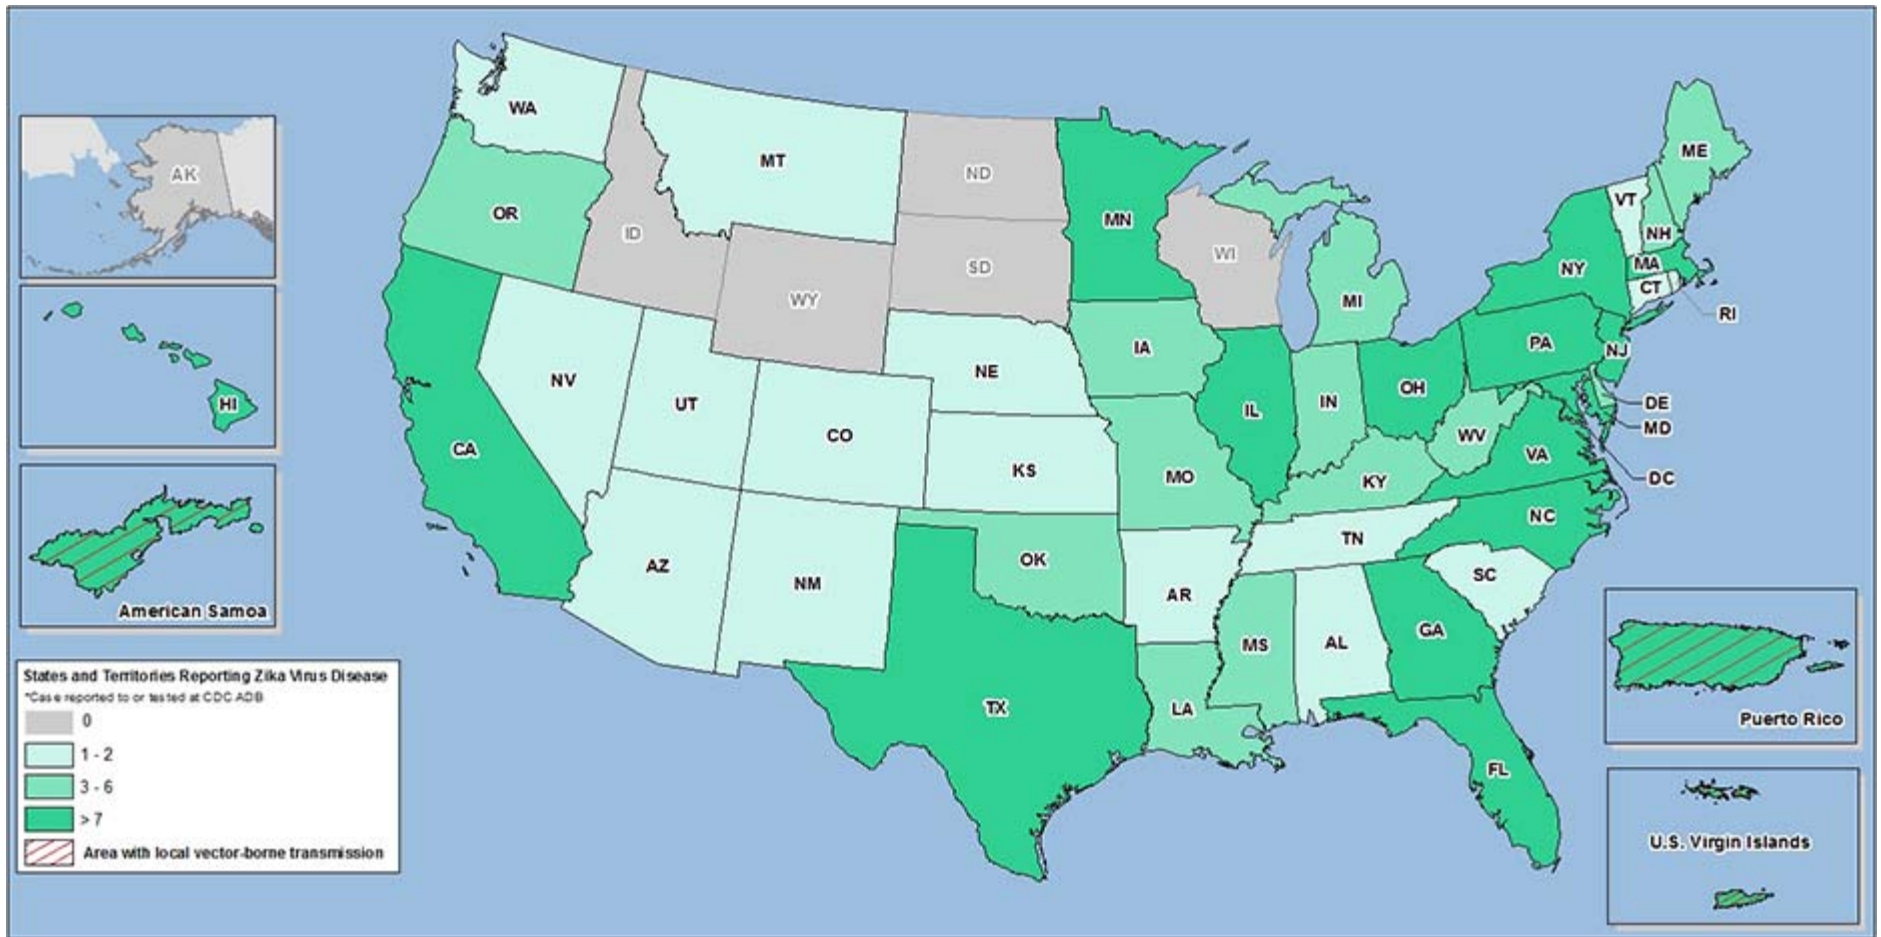 WA
MT
ND
MN
ME
AK
OR
ID
SD
WI
VT
NH
MA
NY
CT
RI
WY
MI
IA
PA
NJ
NE
NV
UT
OH
IL
IN
DE
HI
MD
CO
WV
CA
KS
MO
KY
VA
DC
NC
TN
OK
AZ
NM
AR
SC
American Samoa
MS
AL
GA
LA
TX
Puerto Rico
FL
U.S. Virgin Islands
States and Territories Reporting Zika Virus Disease
*Case reported to or tested at CDC ADB
0
1 - 2
3 - 6
> 7
Area with local vector-borne transmission